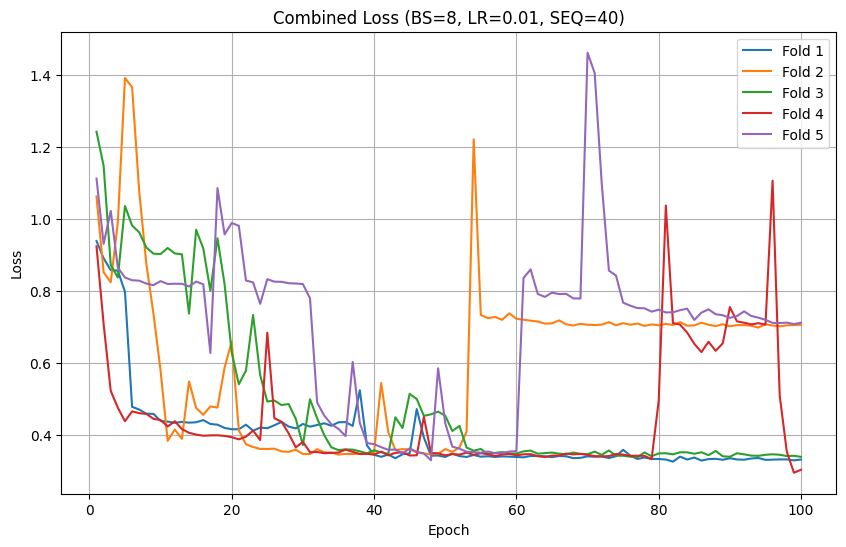 Combined Loss (BS=8, LR=0.01, SEQ=40)
Fold 1
Fold 2
Fold 3
Fold 4
Fold 5
1.4
1.2
1.0
0.8
0.6
0.4
Loss
0
20
40
60
80
100
Epoch